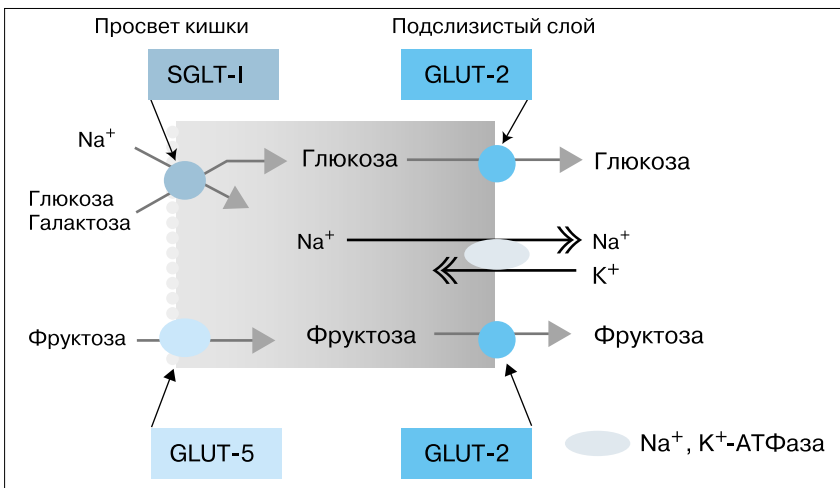 Просвет кишки
Подслизистый слой
SGLT-I
GLUT-2
Na⁺
Глюкоза
Галактоза
Глюкоза
Глюкоза
Na⁺
Na⁺
K⁺
Фруктоза
Фруктоза
Фруктоза
GLUT-5
GLUT-2
Na⁺, K⁺-АТФаза